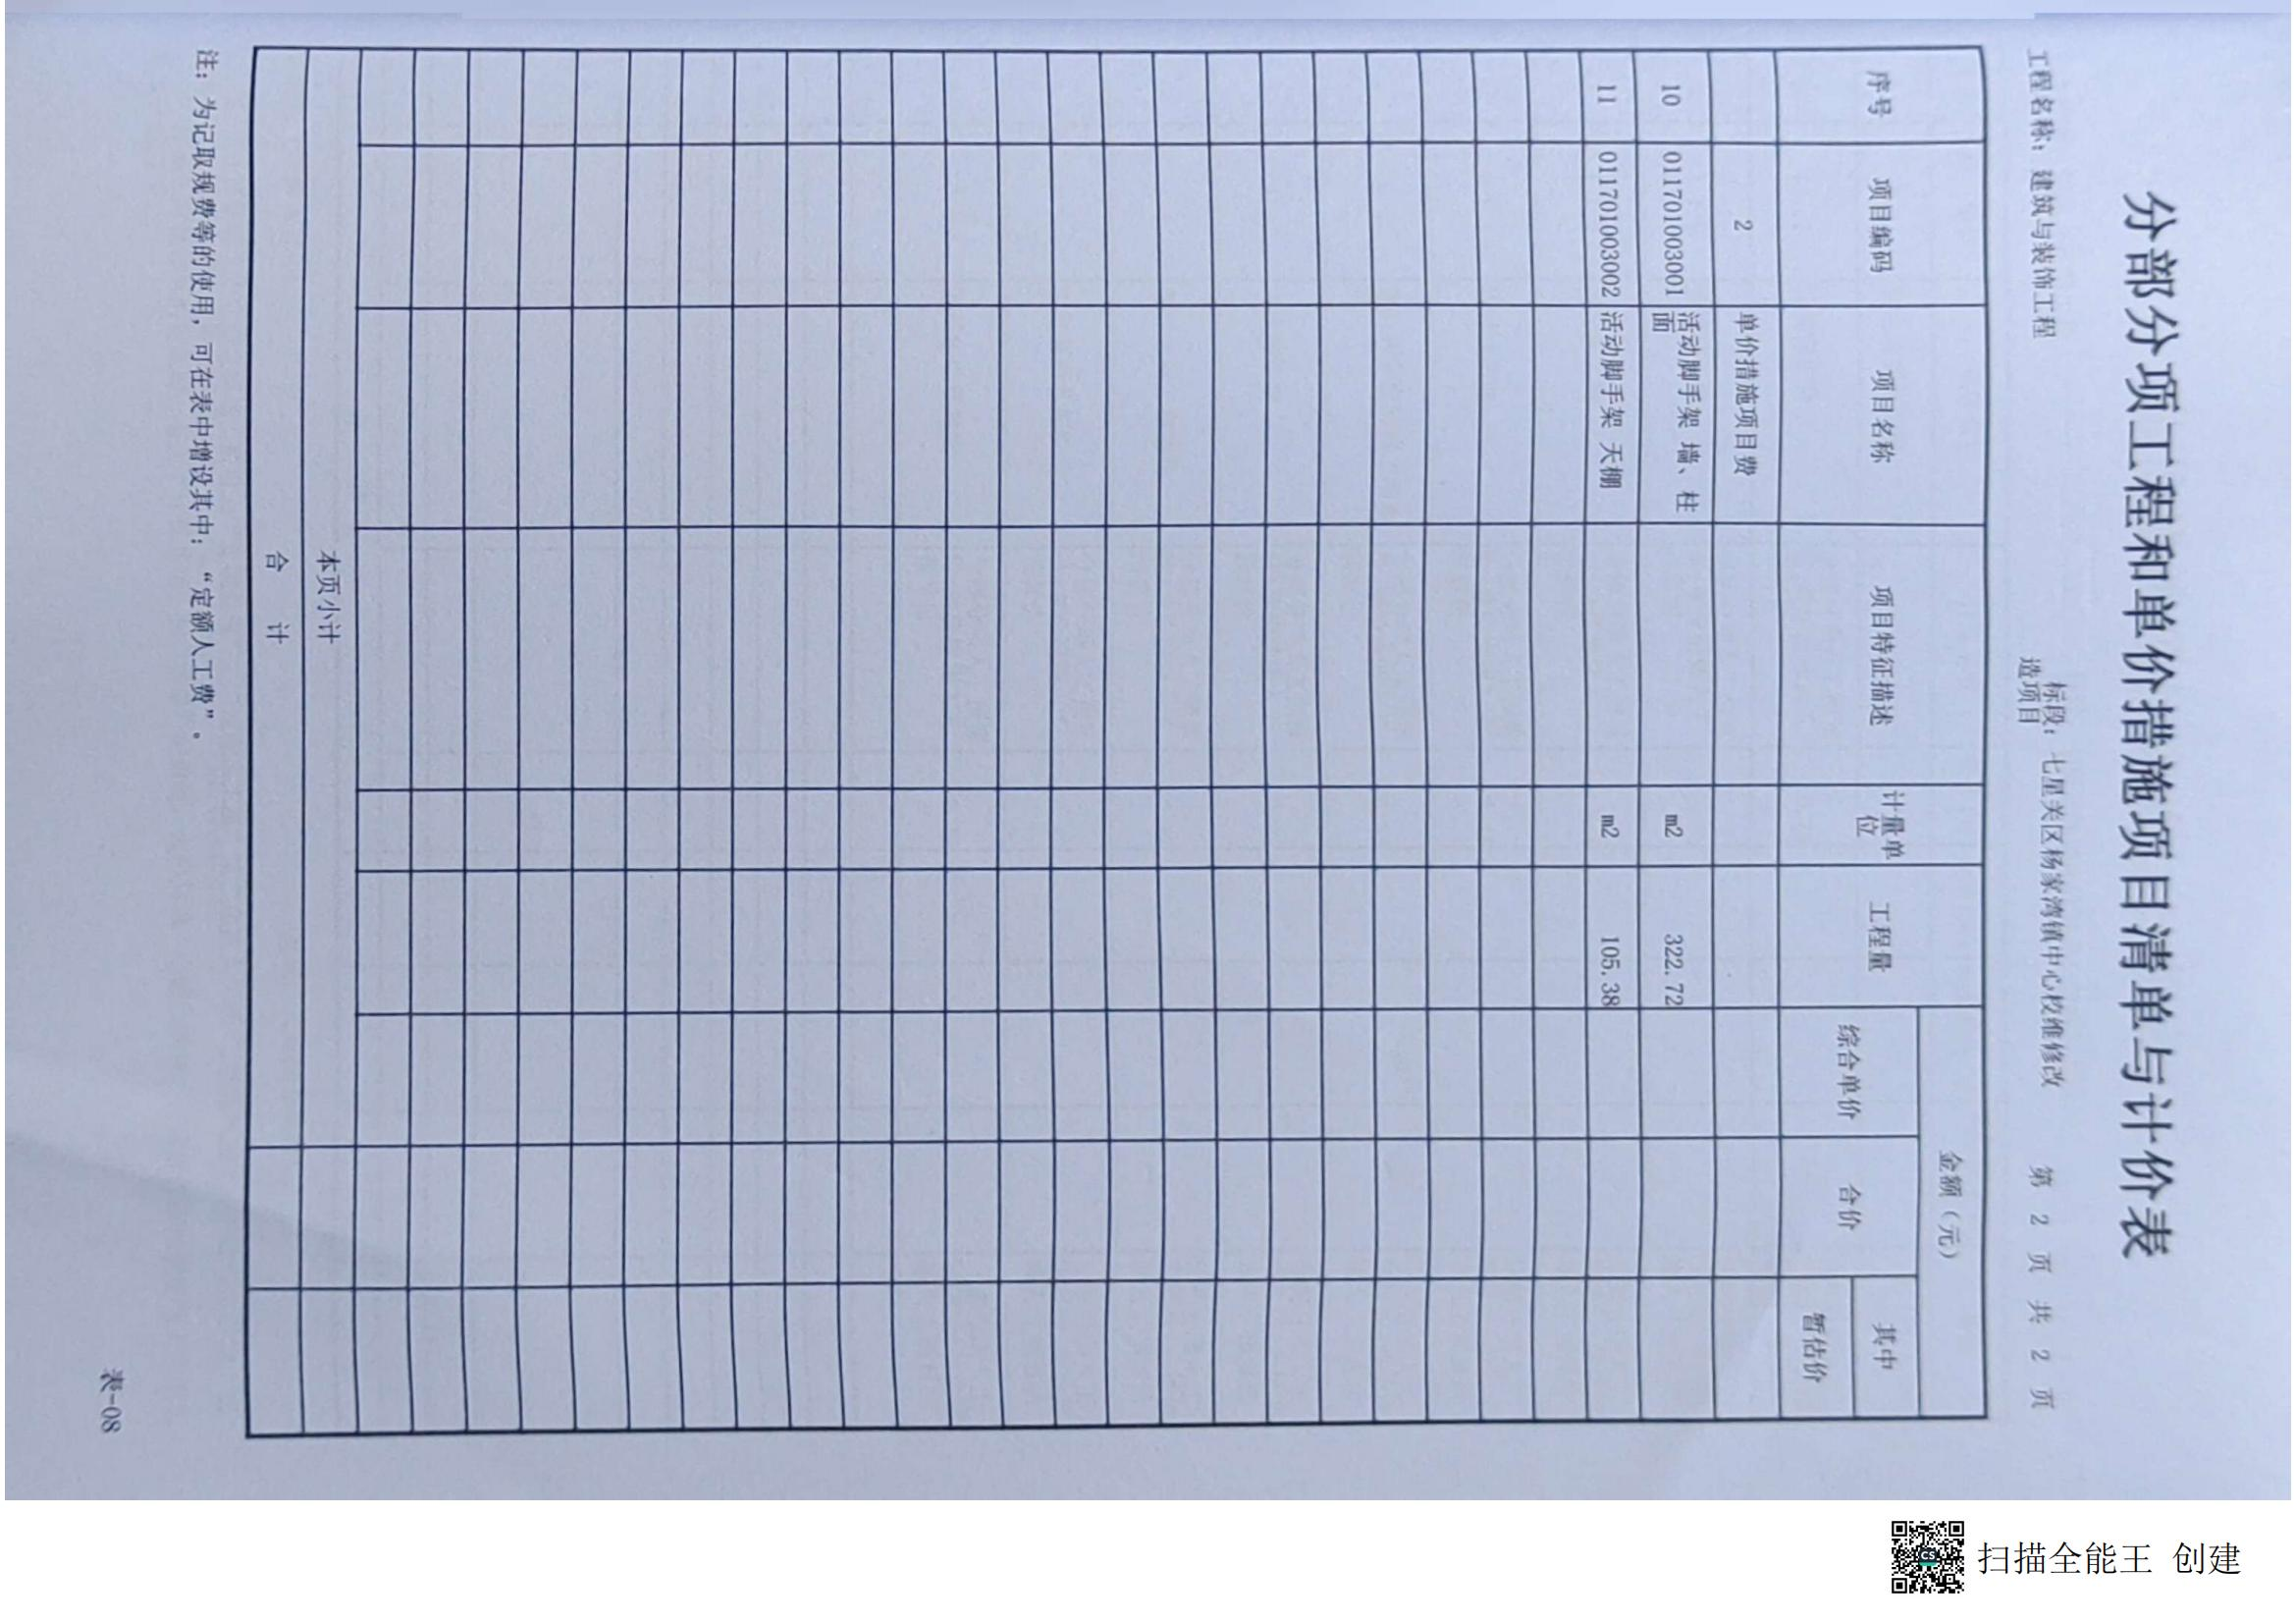 分部分项工程和单价措施项目清单与计价表
工程名称：建筑与装饰工程
标段：七星关区杨家湾镇中心校维修改
造项目
第 2 页 共 2 页
序号 项目编码 项目名称 项目特征描述 计量单
位 工程量 金额（元）
综合单价 合价 其中
暂估价
2 单价措施项目费
10 011701003001 活动脚手架 墙、柱
面 m2 322.72
11 011701003002 活动脚手架 天棚 m2 105.38
本页小计
合 计
注：为记取规费等的使用，可在表中增设其中：“定额人工费”。
表-08
扫描全能王 创建